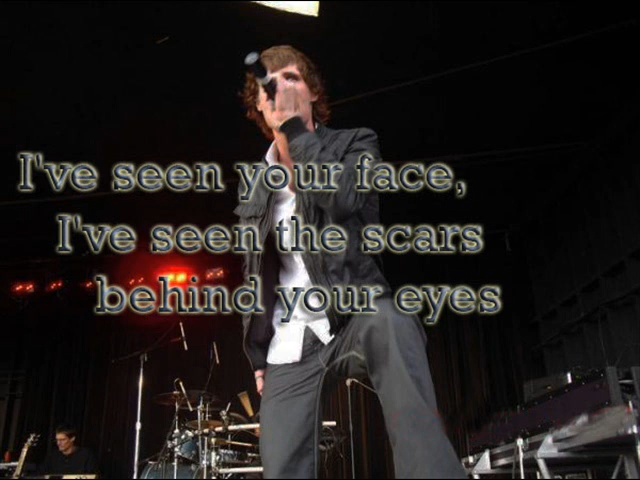 I've seen your face,
I've seen the scars
behind your eyes